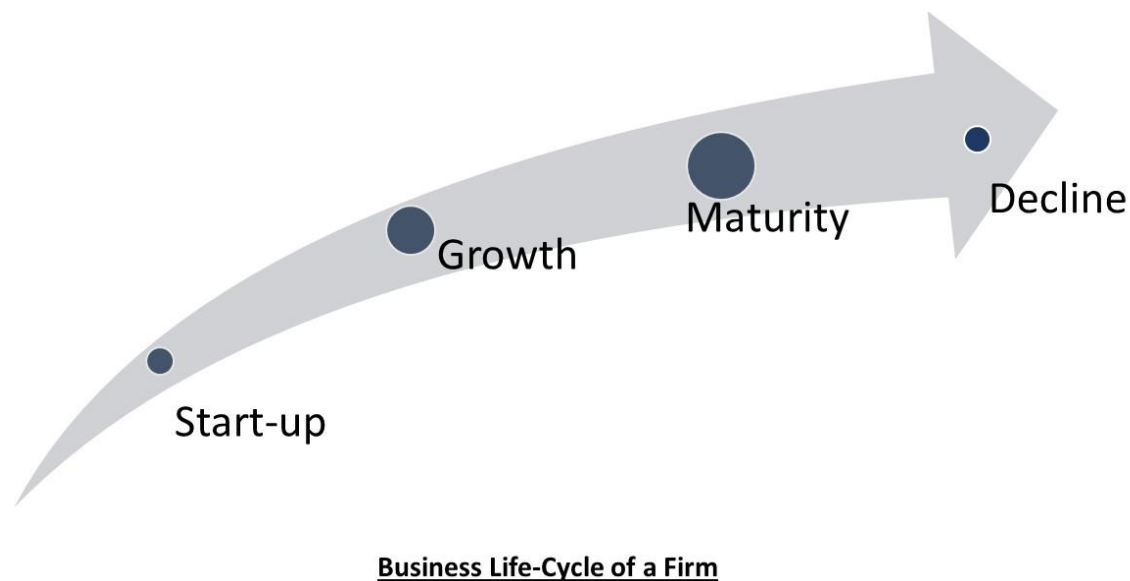 Start-up
Growth
Maturity
Decline
Business Life-Cycle of a Firm